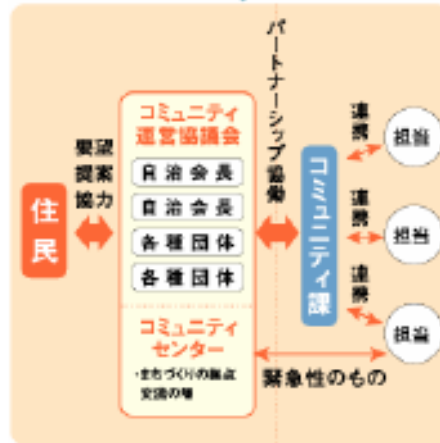 パートナーシップ協働
コミュニティ
運営協議会
自治会長
自治会長
各種団体
各種団体
要望
提案
協力
住民
コミュニティ課
連携
担当
連携
担当
連携
担当
コミュニティ
センター
・まちづくりの拠点
交流の場
緊急性のもの